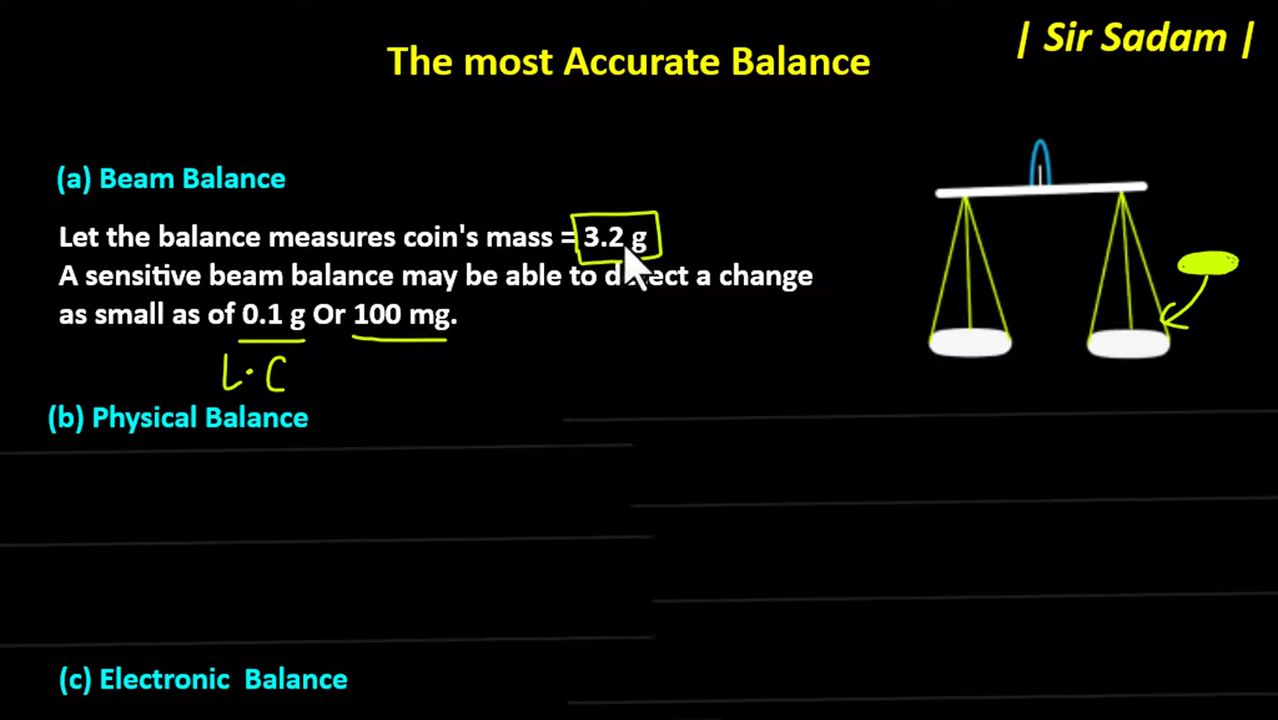 | Sir Sadam |
The most Accurate Balance
(a) Beam Balance
Let the balance measures coin's mass = 3.2 g
A sensitive beam balance may be able to detect a change
as small as of 0.1 g Or 100 mg.
L.C
(b) Physical Balance
(c) Electronic Balance